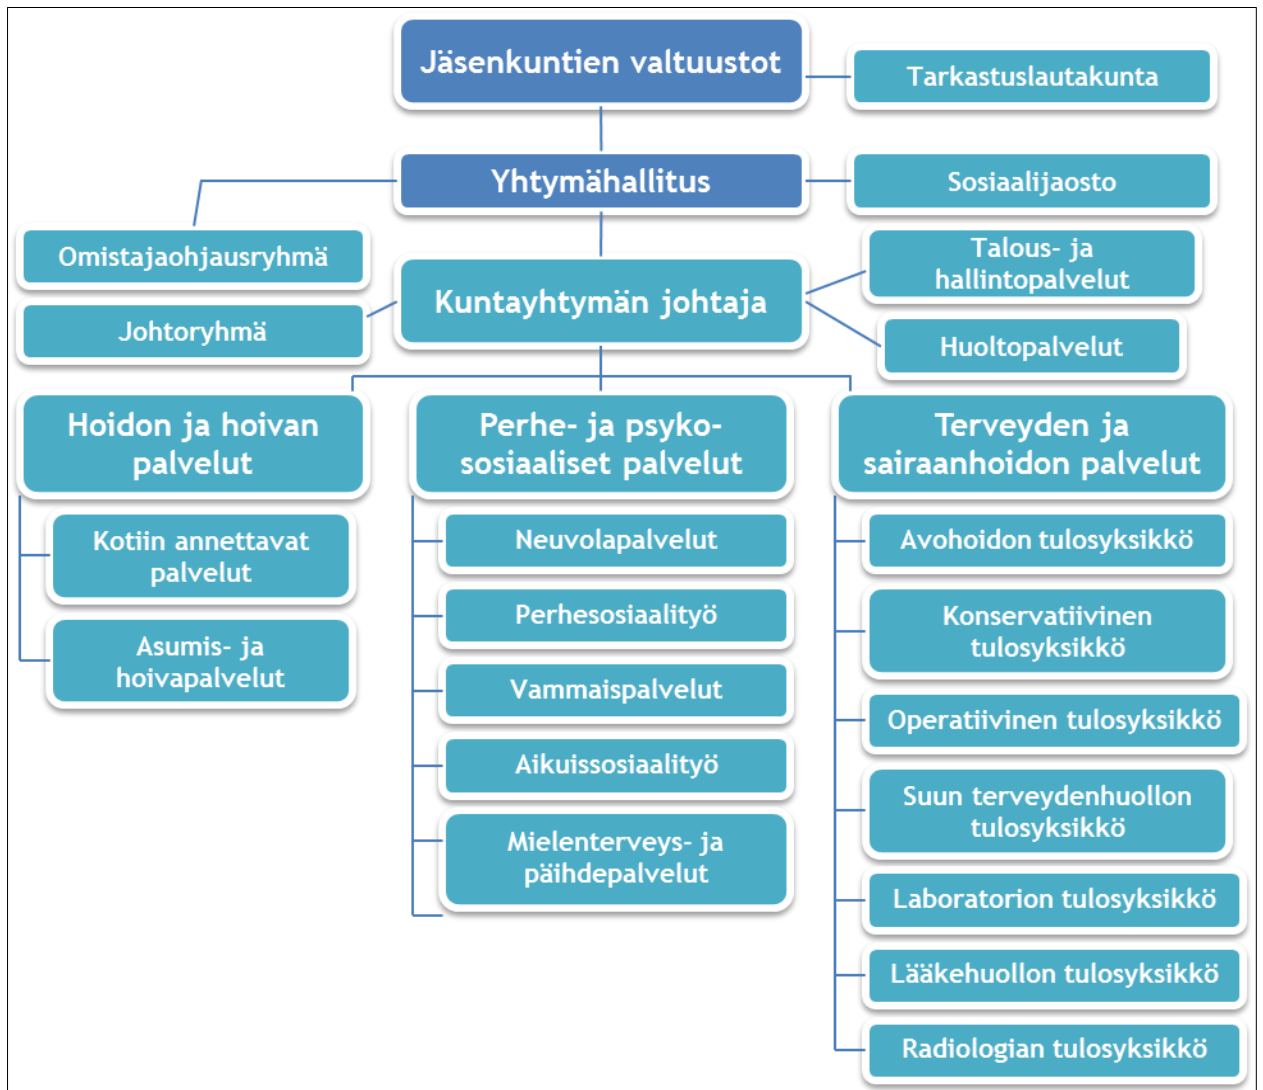 Jäsenkuntien valtuustot
Tarkastuslautakunta
Yhtymähallitus
Sosiaalijaosto
Omistajaohjausryhmä
Johtoryhmä
Kuntayhtymän johtaja
Talous- ja
hallintopalvelut
Huoltopalvelut
Hoidon ja hoivan
palvelut
Kotiin annettavat
palvelut
Asumis- ja
hoivapalvelut
Perhe- ja psyko-
sosiaaliset palvelut
Neuvolapalvelut
Perhesosiaalityö
Vammaispalvelut
Aikuissosiaalityö
Mielenterveys- ja
päihdepalvelut
Terveyden ja
sairaanhoidon palvelut
Avohoidon tulosyksikkö
Konservatiivinen
tulosyksikkö
Operatiivinen tulosyksikkö
Suun terveydenhuollon
tulosyksikkö
Laboratorion tulosyksikkö
Lääkehuollon tulosyksikkö
Radiologian tulosyksikkö